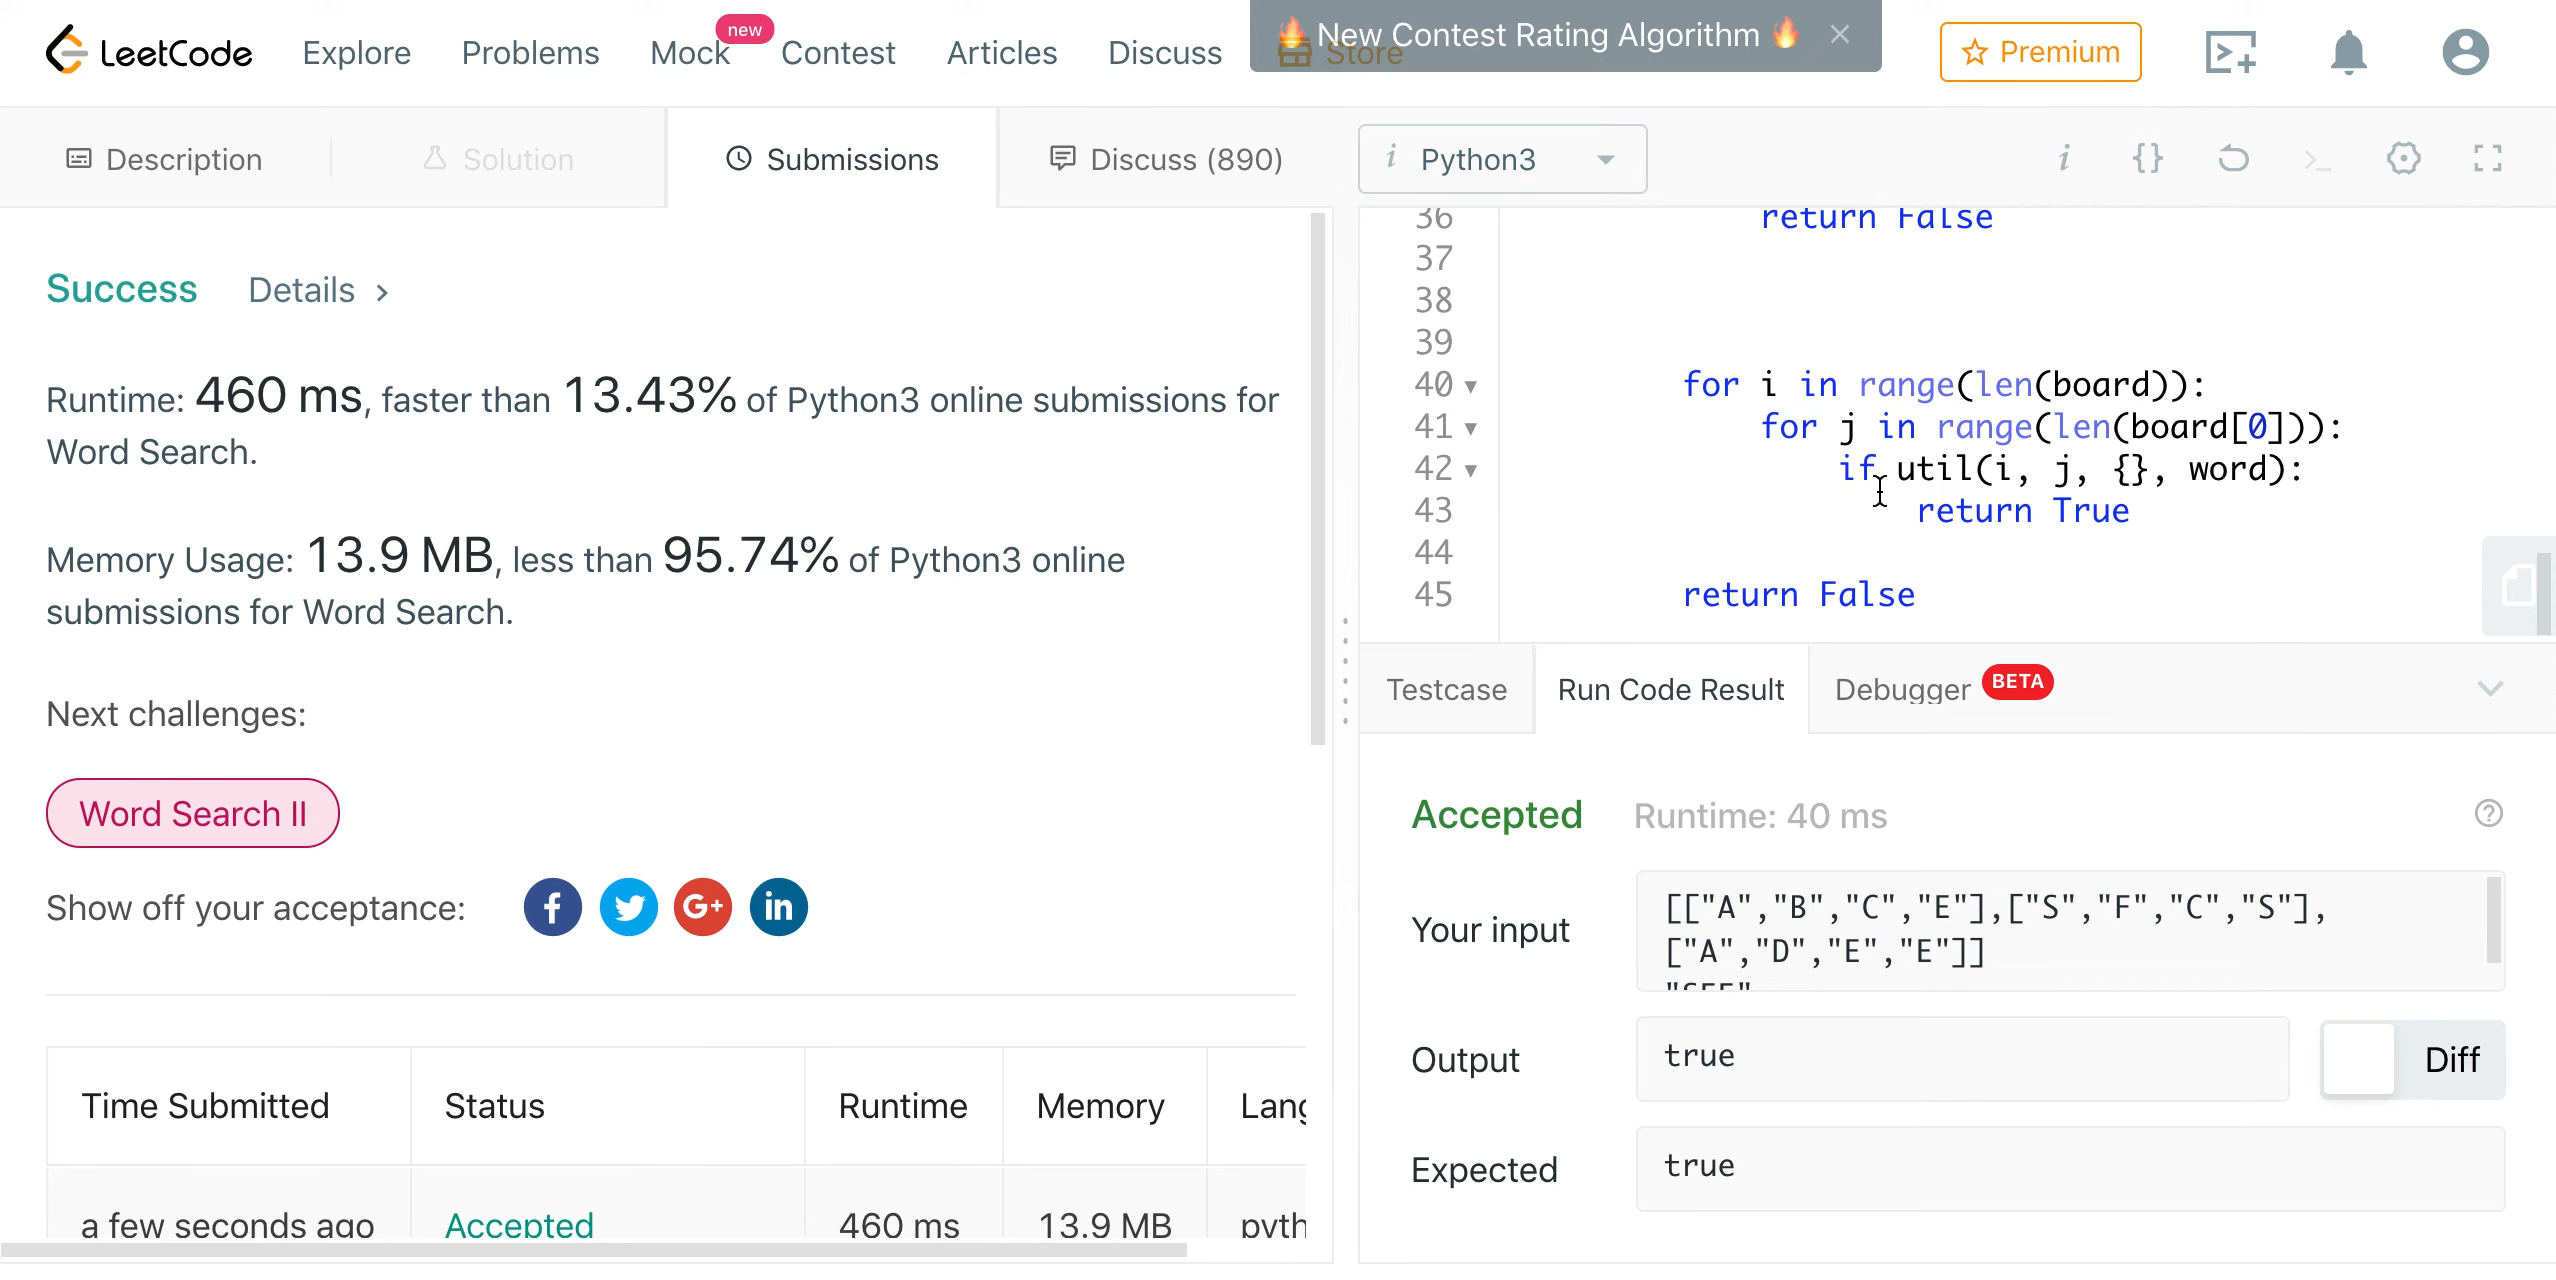 LeetCode Explore Problems Mock new Contest Articles Discuss Store Premium
🔥 New Contest Rating Algorithm 🔥 ×
Description Solution Submissions Discuss (890) i Python3
Success Details >
Runtime: 460 ms, faster than 13.43% of Python3 online submissions for
Word Search.
Memory Usage: 13.9 MB, less than 95.74% of Python3 online
submissions for Word Search.
Next challenges:
Word Search II
Show off your acceptance:
Time Submitted Status Runtime Memory
a few seconds ago Accepted 460 ms 13.9 MB
36 return False
37
38
39
40 for i in range(len(board)):
41 for j in range(len(board[0])):
42 if util(i, j, {}, word):
43 return True
44
45 return False
Testcase Run Code Result Debugger BETA
Accepted Runtime: 40 ms
Your input
[["A","B","C","E"],["S","F","C","S"],
["A","D","E","E"]]
Output true Diff
Expected true